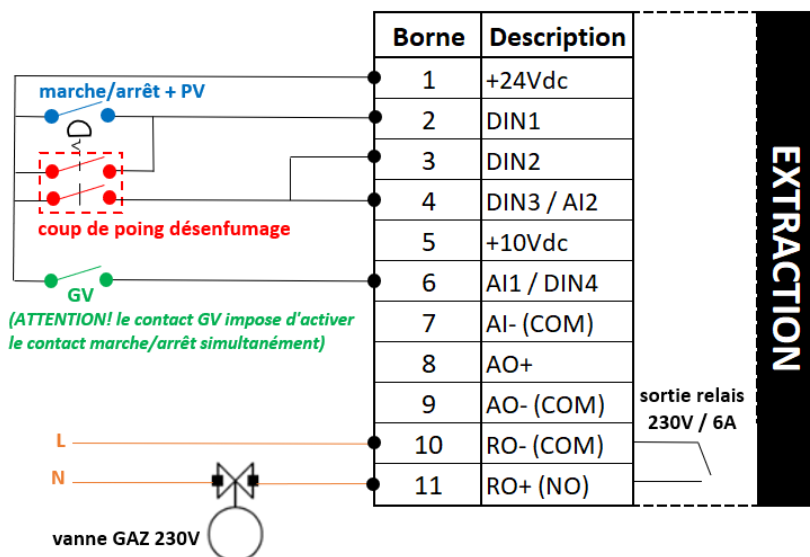 Borne Description
1 +24Vdc
marche/arrêt + PV
2 DIN1
3 DIN2
4 DIN3 / AI2
coup de poing désenfumage
5 +10Vdc
6 AI1 / DIN4
GV
(ATTENTION! le contact GV impose d'activer
le contact marche/arrêt simultanément)
7 AI- (COM)
8 AO+
9 AO- (COM)
sortie relais
230V / 6A
L
10 RO- (COM)
N
11 RO+ (NO)
vanne GAZ 230V
EXTRACTION